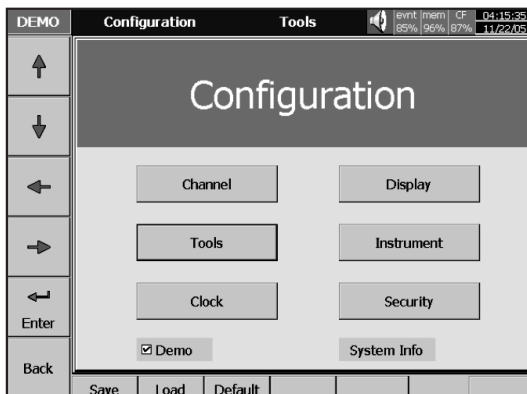 DEMO Configuration Tools evnt mem CF 04:15:35
85% 96% 87% 11/22/05
Configuration
Channel Display
Tools Instrument
Clock Security
Enter
Demo System Info
Back
Save Load Default